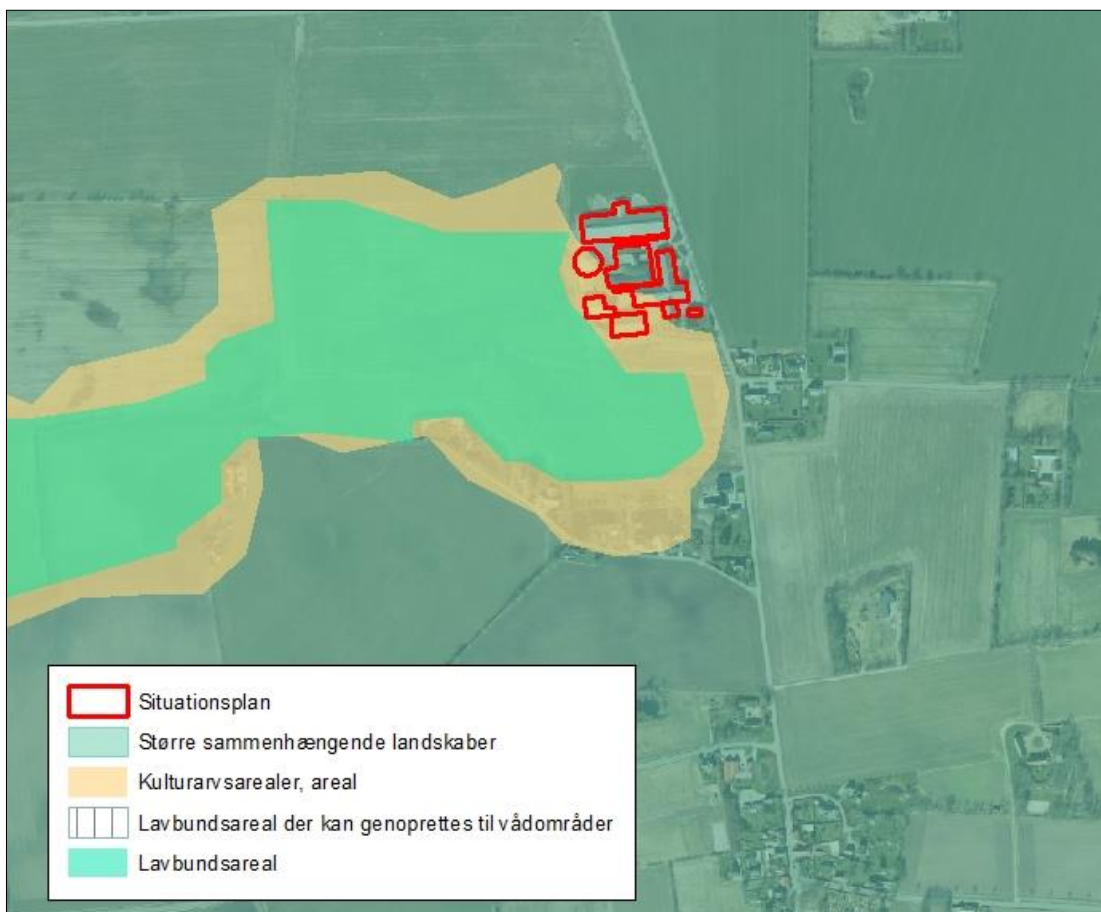 Situationsplan
Større sammenhængende landskaber
Kulturarvsarealer, areal
Lavbundsareal der kan genoprettes til vådområder
Lavbundsareal